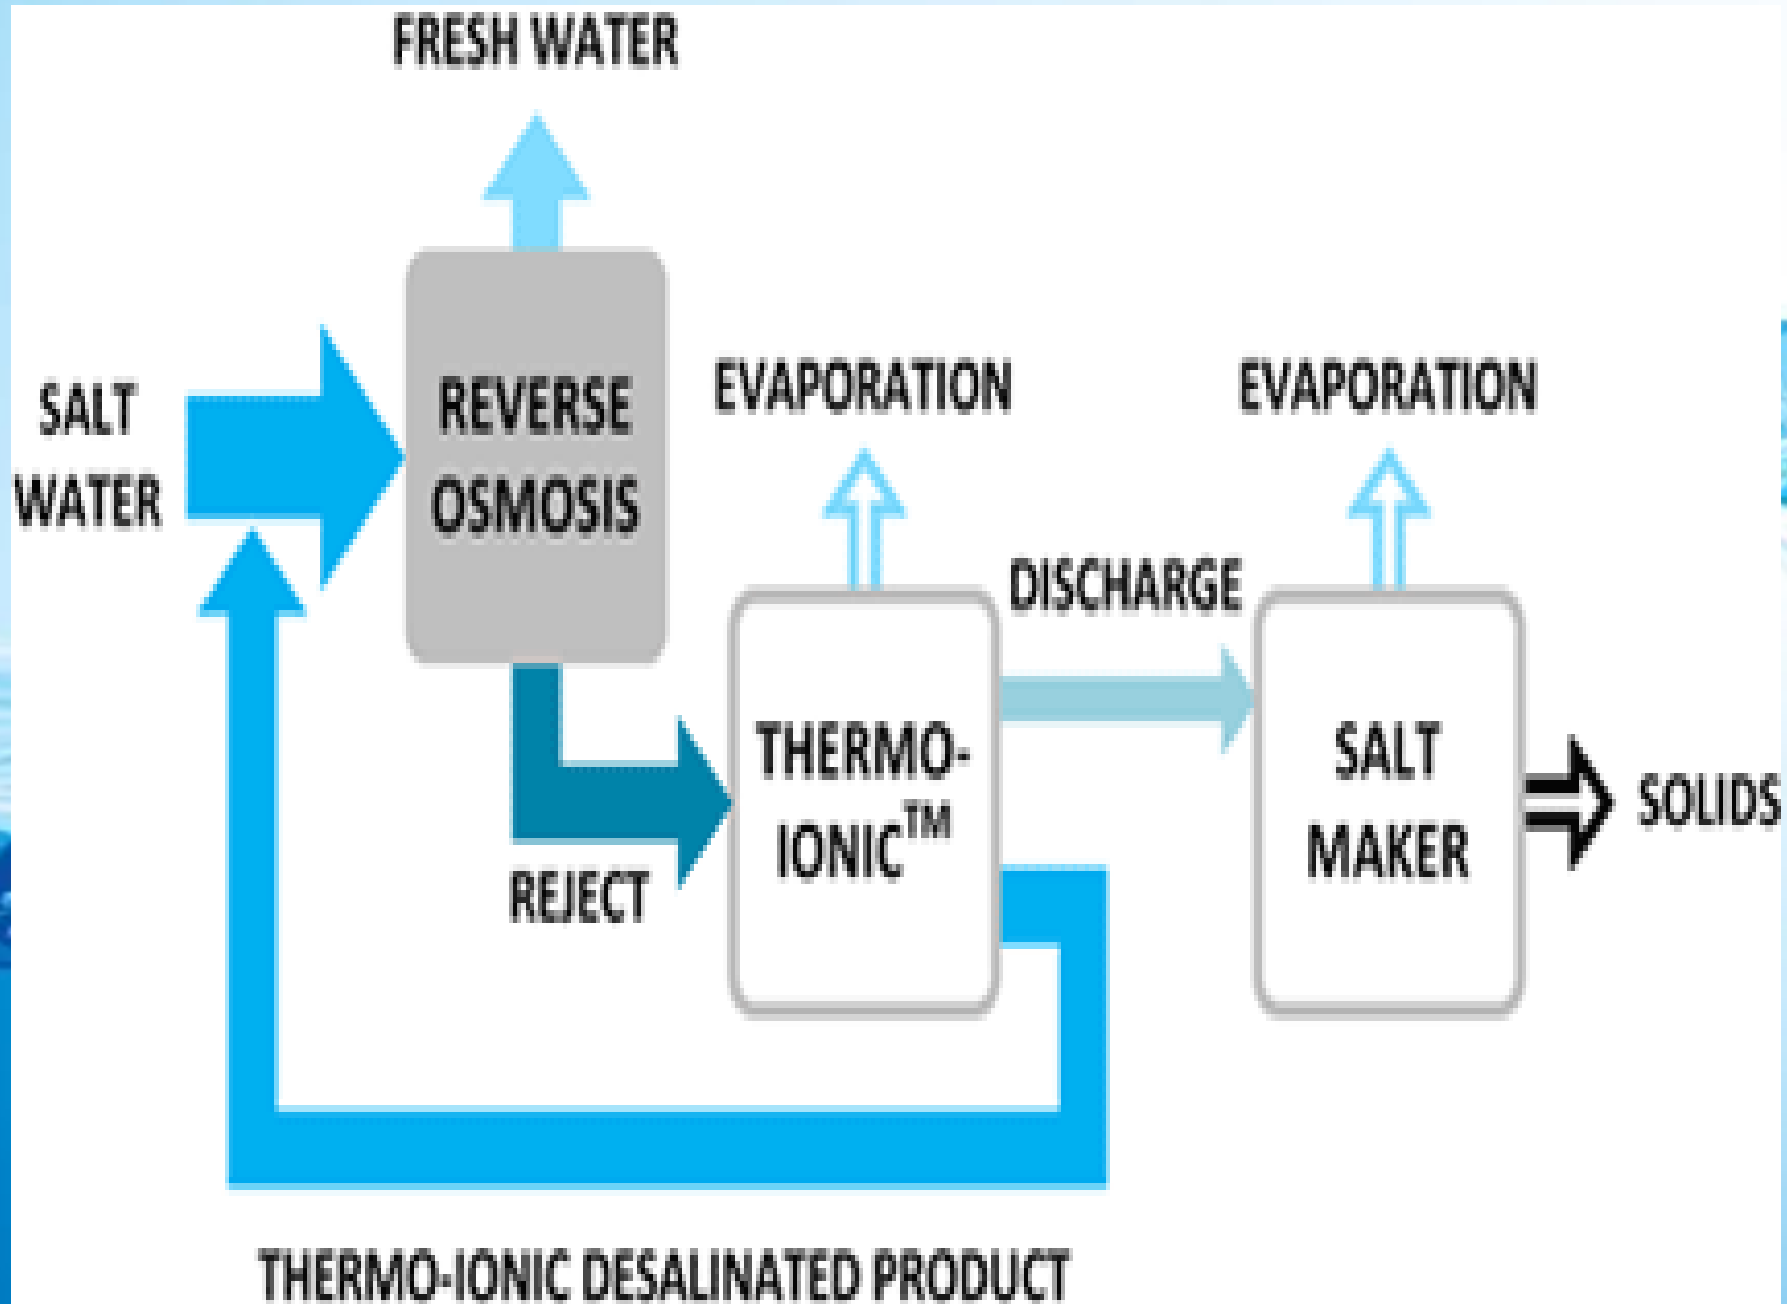 FRESH WATER
SALT
WATER
REVERSE
OSMOSIS
EVAPORATION
EVAPORATION
DISCHARGE
THERMO-
IONIC™
SALT
MAKER
SOLIDS
REJECT
THERMO-IONIC DESALINATED PRODUCT